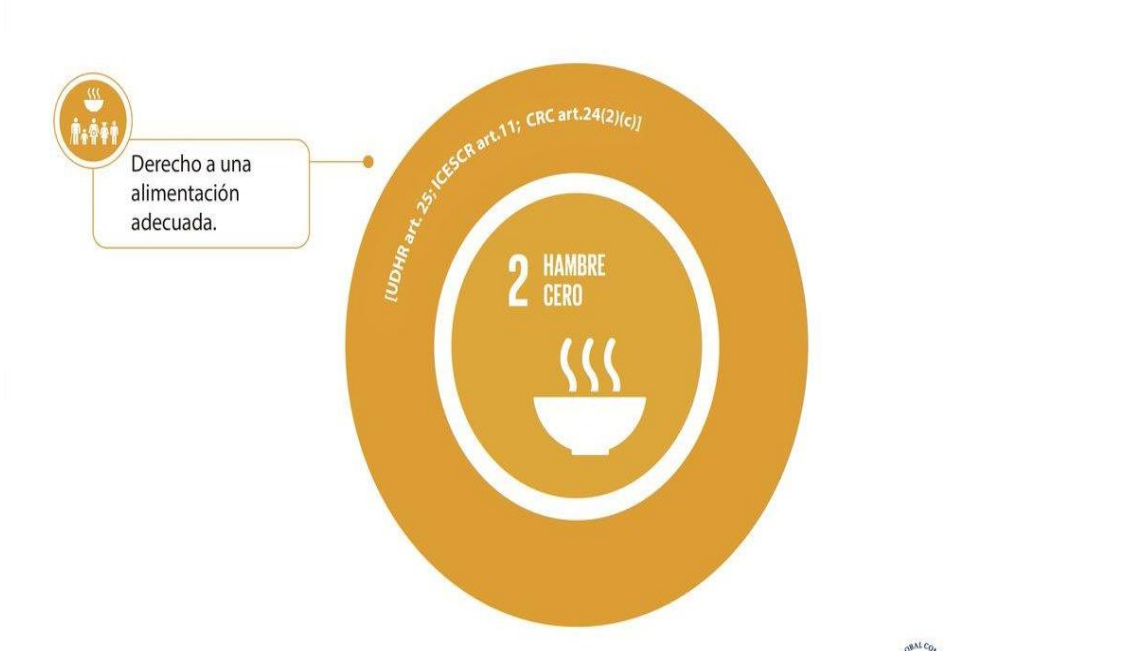 Derecho a una
alimentación
adecuada.
[UDHR art. 25; ICESCR art.11; CRC art.24(2)(c)]
2 HAMBRE
CERO